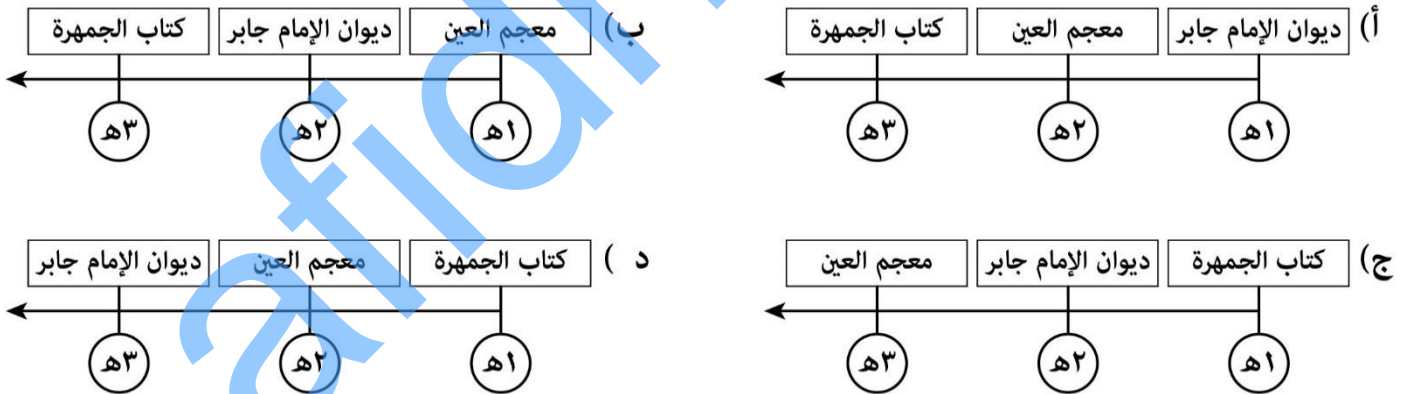 أ) ديوان الإمام جابر معجم العين كتاب الجمهرة
١هـ ٢هـ ٣هـ
ب) معجم العين ديوان الإمام جابر كتاب الجمهرة
١هـ ٢هـ ٣هـ
ج) كتاب الجمهرة ديوان الإمام جابر معجم العين
١هـ ٢هـ ٣هـ
د ) كتاب الجمهرة معجم العين ديوان الإمام جابر
١هـ ٢هـ ٣هـ